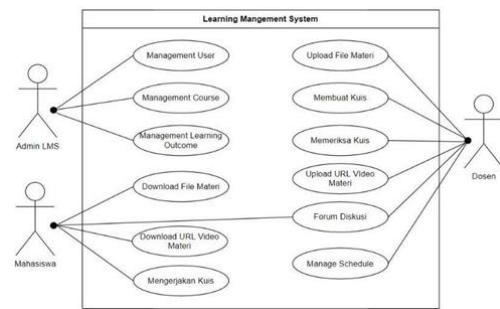 Learning Mangement System
Management User
Upload File Materi
Management Course
Membuat Kuis
Admin LMS
Management Learning
Outcome
Memeriksa Kuis
Dosen
Download File Materi
Upload URL Video
Materi
Mahasiswa
Forum Diskusi
Download URL Video
Materi
Manage Schedule
Mengerjakan Kuis